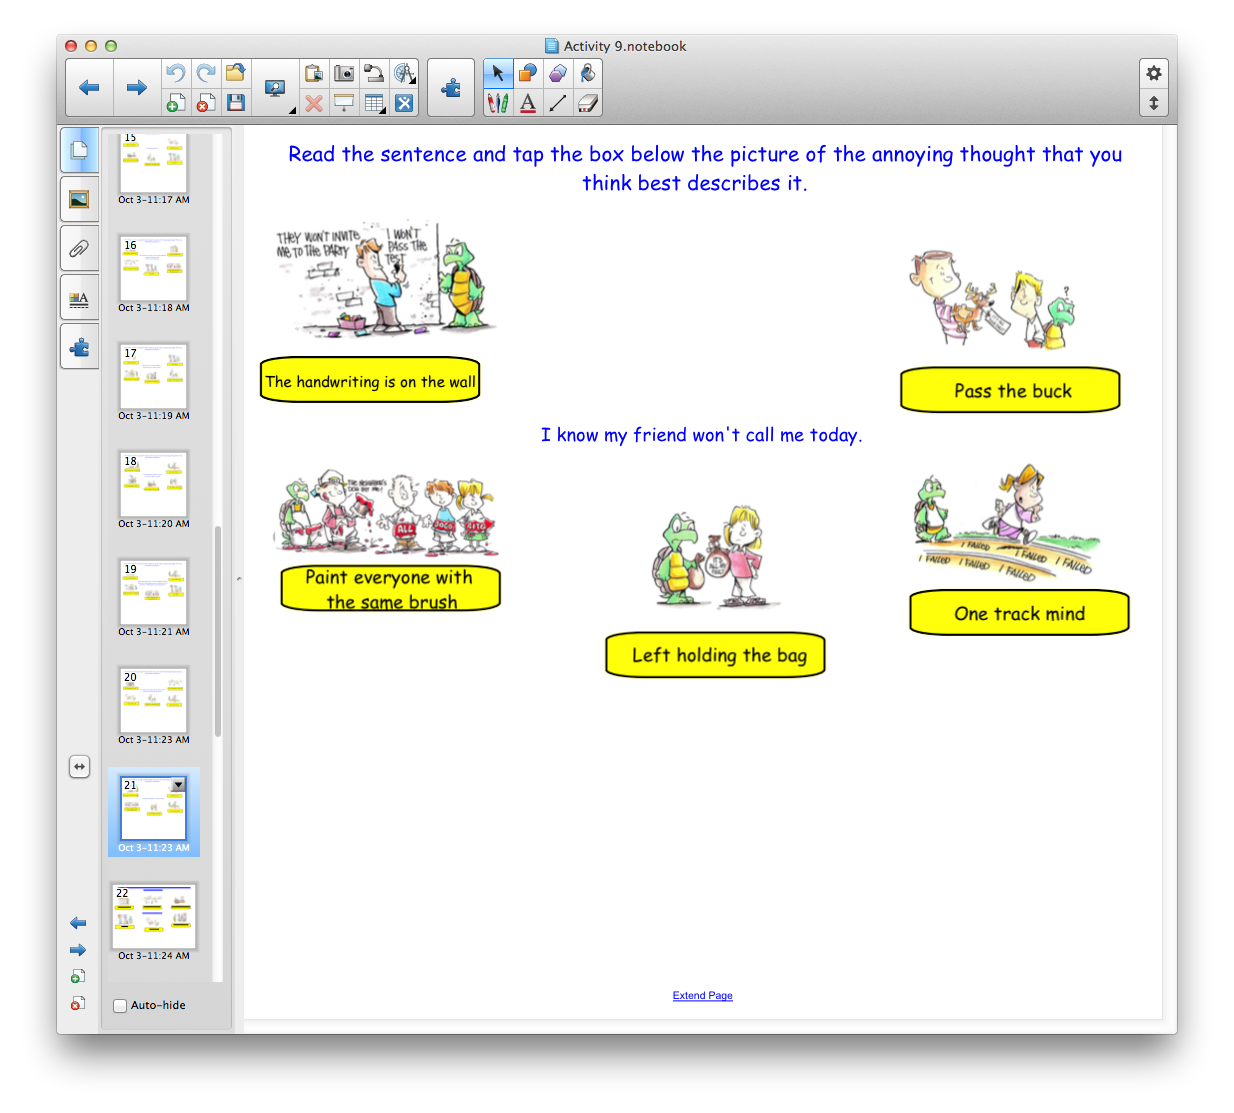 Activity 9.notebook
15
Oct 3-11:17 AM
16
Oct 3-11:18 AM
17
Oct 3-11:19 AM
18
Oct 3-11:20 AM
19
Oct 3-11:21 AM
20
Oct 3-11:23 AM
21
Oct 3-11:23 AM
22
Oct 3-11:24 AM
Auto-hide
Read the sentence and tap the box below the picture of the annoying thought that you
think best describes it.
THEY WON'T INVITE
ME TO THE PARTY
I WON'T
PASS THE
TEST
The handwriting is on the wall
?
Pass the buck
I know my friend won't call me today.
ALL
DOGS
Paint everyone with
the same brush
Left holding the bag
I FAILED I FAILED
I FAILED I FAILED I FAILED I FAILED
One track mind
Extend Page